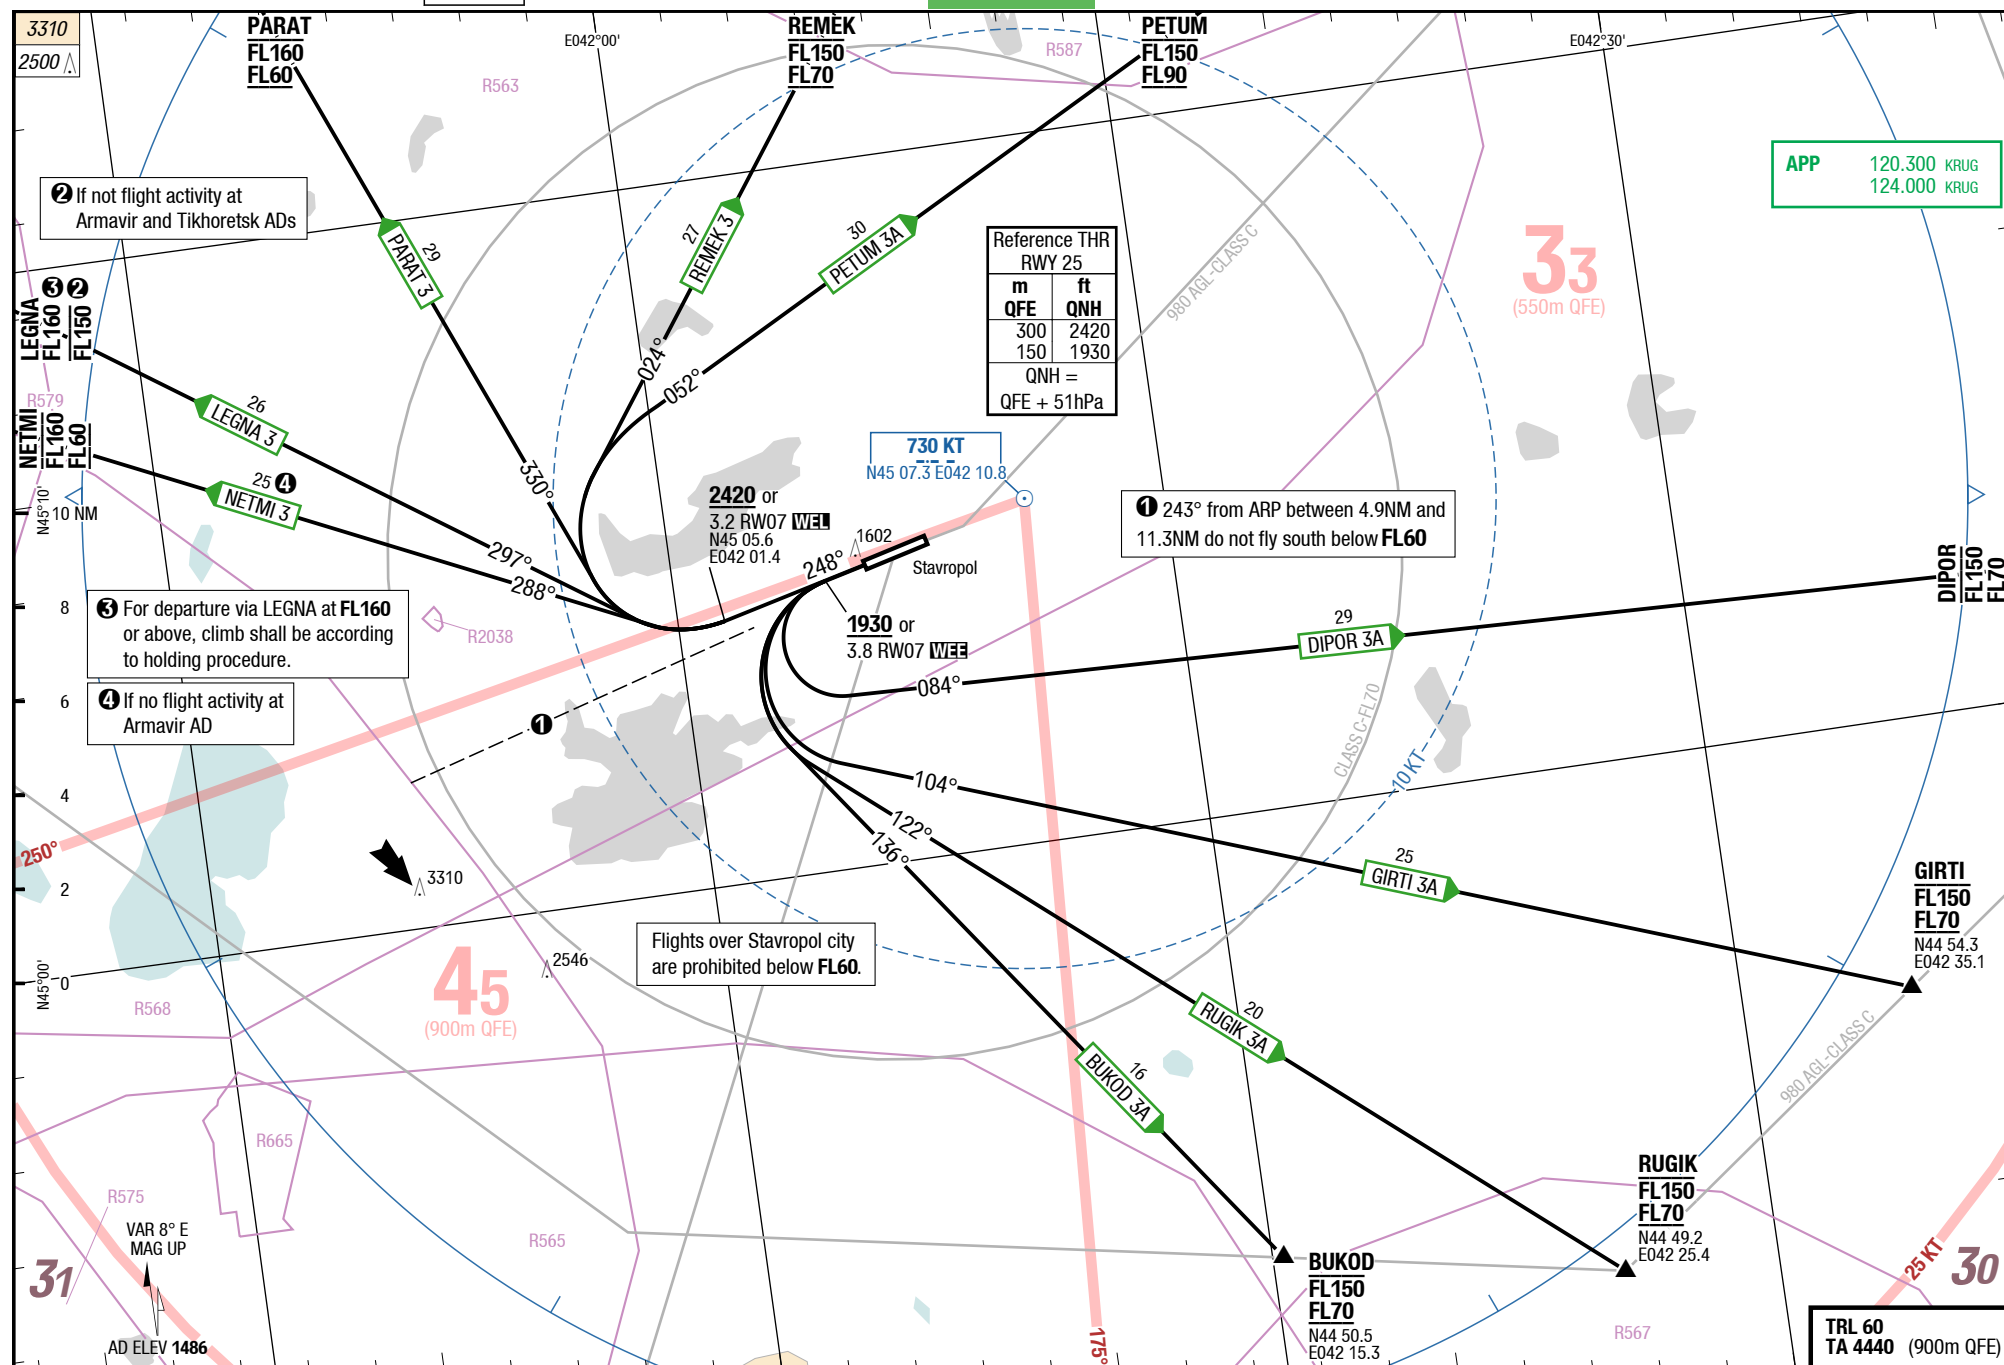 3310
2500
PARAT
FL160
FL60
E042°00'
REMEK
FL150
FL70
R587
PETUM
FL150
FL90
E042°30'
R563
APP 120.300 KRUG
124.000 KRUG
❷ If not flight activity at
Armavir and Tikhoretsk ADs
29
PARAT 3
27
REMEK 3
30
PETUM 3A
Reference THR
RWY 25
m ft
QFE QNH
300 2420
150 1930
QNH =
QFE + 51hPa
980 AGL-CLASS C
33
(550m QFE)
LEGNA
FL160 ❸
FL150 ❷
R579
NETMI
FL160
FL60
26
LEGNA 3
25 ❹
NETMI 3
024°
052°
330°
297°
288°
730 KT
N45 07.3 E042 10.8
2420 or
3.2 RW07 WEL
N45 05.6
E042 01.4
248°
1602
Stavropol
❶ 243° from ARP between 4.9NM and
11.3NM do not fly south below FL60
N45°10'
10 NM
8
6
4
2
0
N45°00'
❸ For departure via LEGNA at FL160
or above, climb shall be according
to holding procedure.
R2038
❹ If no flight activity at
Armavir AD
❶
1930 or
3.8 RW07 WEE
084°
29
DIPOR 3A
DIPOR
FL150
FL70
CLASS C-FL70
10 KT
104°
122°
136°
250°
3310
2546
45
(900m QFE)
Flights over Stavropol city
are prohibited below FL60.
25
GIRTI 3A
GIRTI
FL150
FL70
N44 54.3
E042 35.1
20
RUGIK 3A
16
BUKOD 3A
980 AGL-CLASS C
R568
R665
R575
R565
VAR 8° E
MAG UP
31
AD ELEV 1486
RUGIK
FL150
FL70
N44 49.2
E042 25.4
BUKOD
FL150
FL70
N44 50.5
E042 15.3
175°
25 KT
30
R567
TRL 60
TA 4440 (900m QFE)